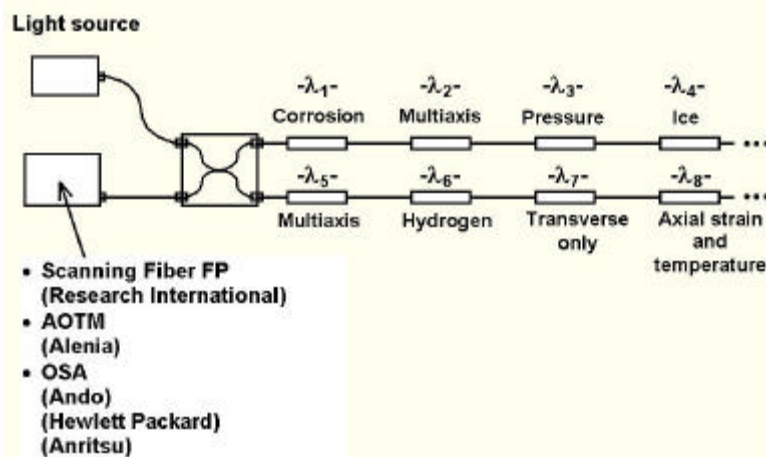 Light source
-λ1- -λ2- -λ3- -λ4-
Corrosion Multiaxis Pressure Ice
...
-λ5- -λ6- -λ7- -λ8-
...
Multiaxis Hydrogen Transverse only Axial strain and temperature
• Scanning Fiber FP
(Research International)
• AOTM
(Alenia)
• OSA
(Ando)
(Hewlett Packard)
(Anritsu)